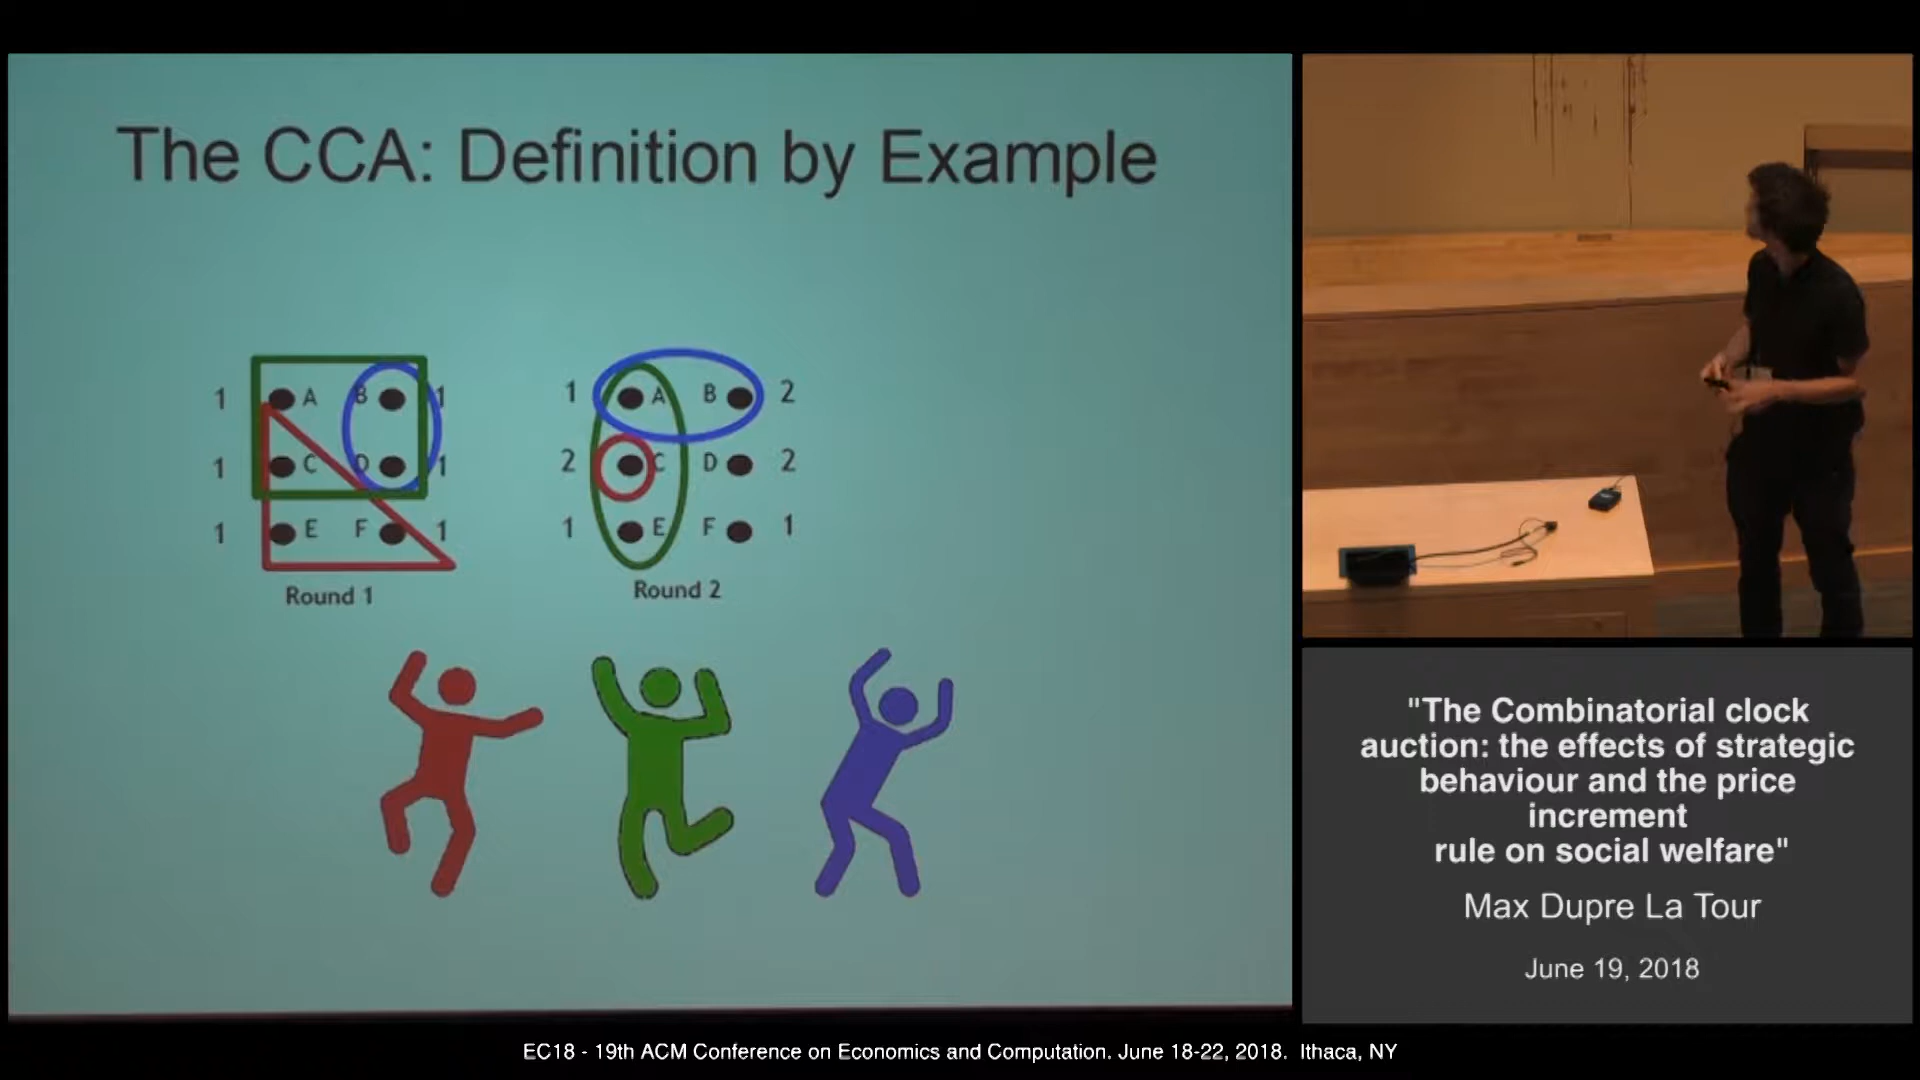 The CCA: Definition by Example
1 A B 1
1 C D 1
1 E F 1
Round 1
1 A B 2
2 C D 2
1 E F 1
Round 2
"The Combinatorial clock
auction: the effects of strategic
behaviour and the price
increment
rule on social welfare"
Max Dupre La Tour
June 19, 2018
EC18 - 19th ACM Conference on Economics and Computation. June 18-22, 2018. Ithaca, NY